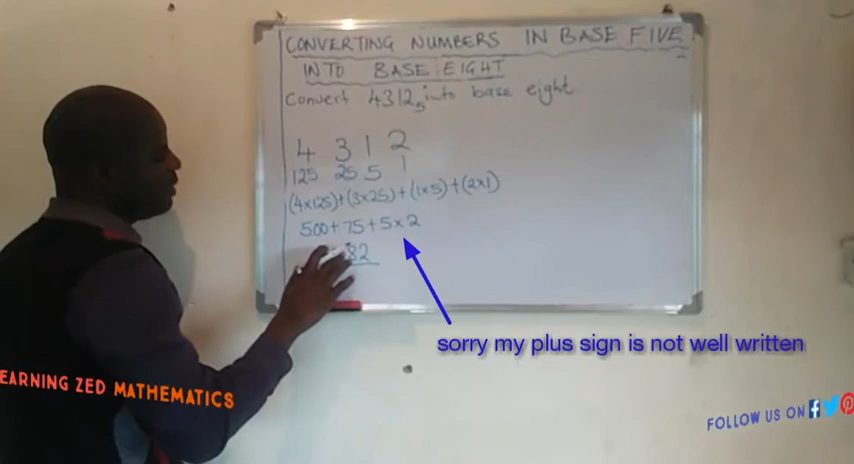 CONVERTING NUMBERS IN BASE FIVE
INTO BASE EIGHT
Convert 4312₅ into base eight
4 3 1 2
125 25 5 1
(4×125)+(3×25)+(1×5)+(2×1)
500+75+5×2
82
sorry my plus sign is not well written
EARNING ZED MATHEMATICS
FOLLOW US ON